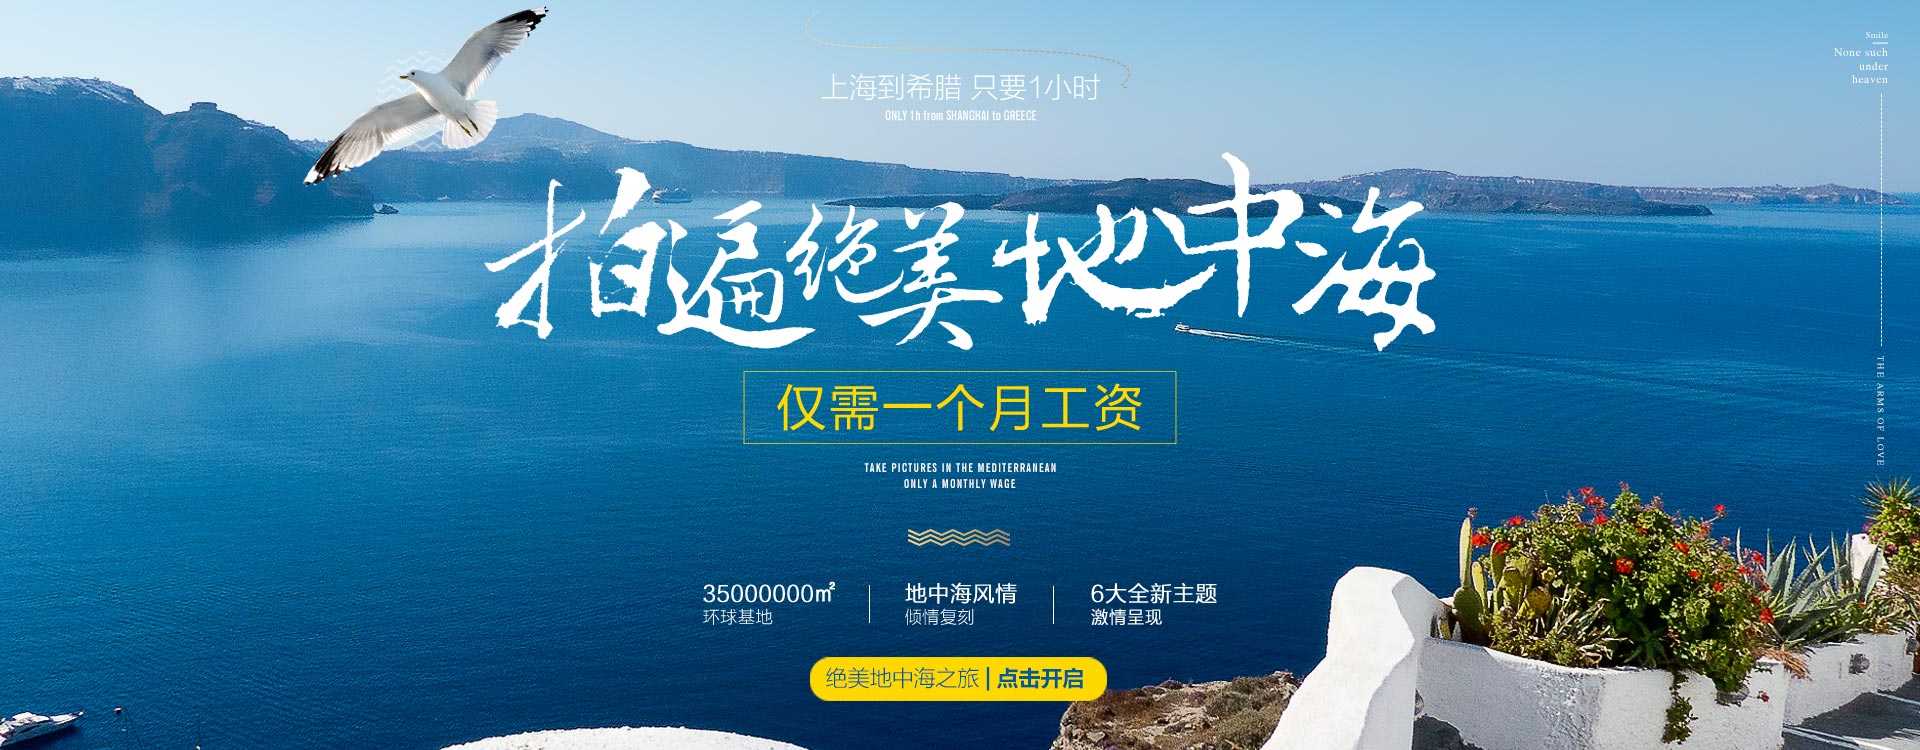 上海到希腊 只要1小时
ONLY 1h from SHANGHAI to GREECE
拍遍绝美地中海
仅需一个月工资
TAKE PICTURES IN THE MEDITERRANEAN
ONLY A MONTHLY WAGE
35000000㎡
环球基地
地中海风情
倾情复刻
6大全新主题
激情呈现
绝美地中海之旅 | 点击开启
Smile
None such
under
heaven
THE ARMS OF LOVE